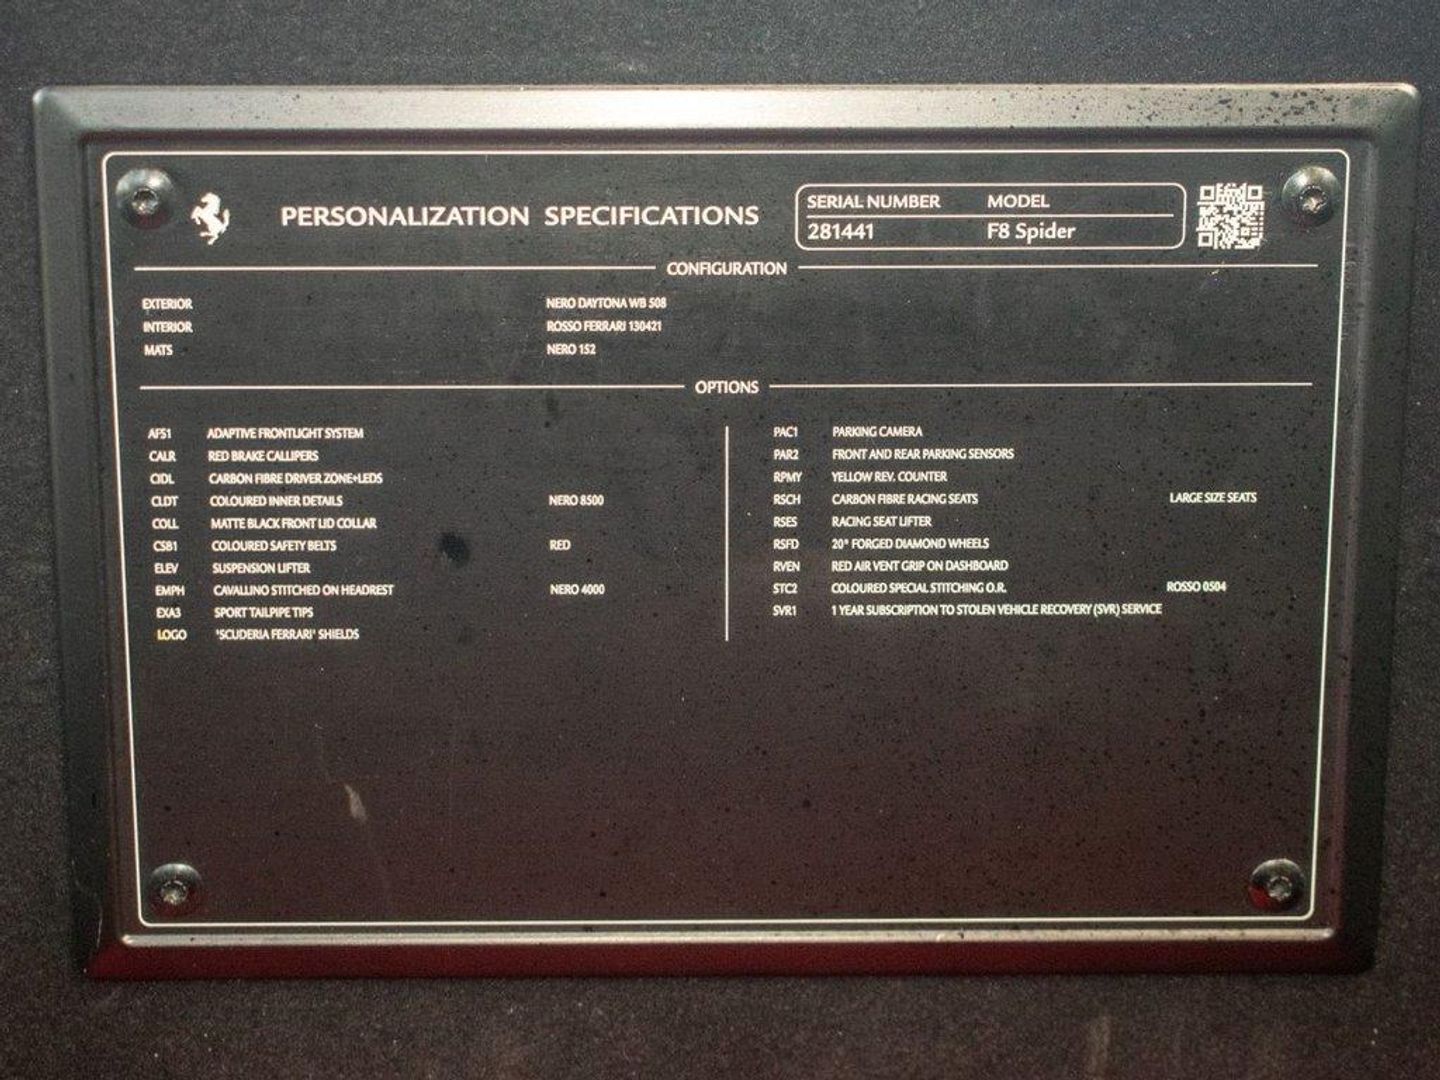 PERSONALIZATION SPECIFICATIONS
SERIAL NUMBER MODEL
281441 F8 Spider
CONFIGURATION
EXTERIOR NERO DAYTONA WB 508
INTERIOR ROSSO FERRARI 130421
MATS NERO 152
OPTIONS
AFS1 ADAPTIVE FRONTLIGHT SYSTEM
CALR RED BRAKE CALLIPERS
CIDL CARBON FIBRE DRIVER ZONE+LEDS
CLDT COLOURED INNER DETAILS NERO 8500
COLL MATTE BLACK FRONT LID COLLAR
CSB1 COLOURED SAFETY BELTS RED
ELEV SUSPENSION LIFTER
EMPH CAVALLINO STITCHED ON HEADREST NERO 4000
EXA3 SPORT TAILPIPE TIPS
LOGO "SCUDERIA FERRARI" SHIELDS
PAC1 PARKING CAMERA
PAR2 FRONT AND REAR PARKING SENSORS
RPMY YELLOW REV. COUNTER
RSCH CARBON FIBRE RACING SEATS LARGE SIZE SEATS
RSES RACING SEAT LIFTER
RSFD 20" FORGED DIAMOND WHEELS
RVEN RED AIR VENT GRIP ON DASHBOARD
STC2 COLOURED SPECIAL STITCHING O.R. ROSSO 0504
SVR1 1 YEAR SUBSCRIPTION TO STOLEN VEHICLE RECOVERY (SVR) SERVICE